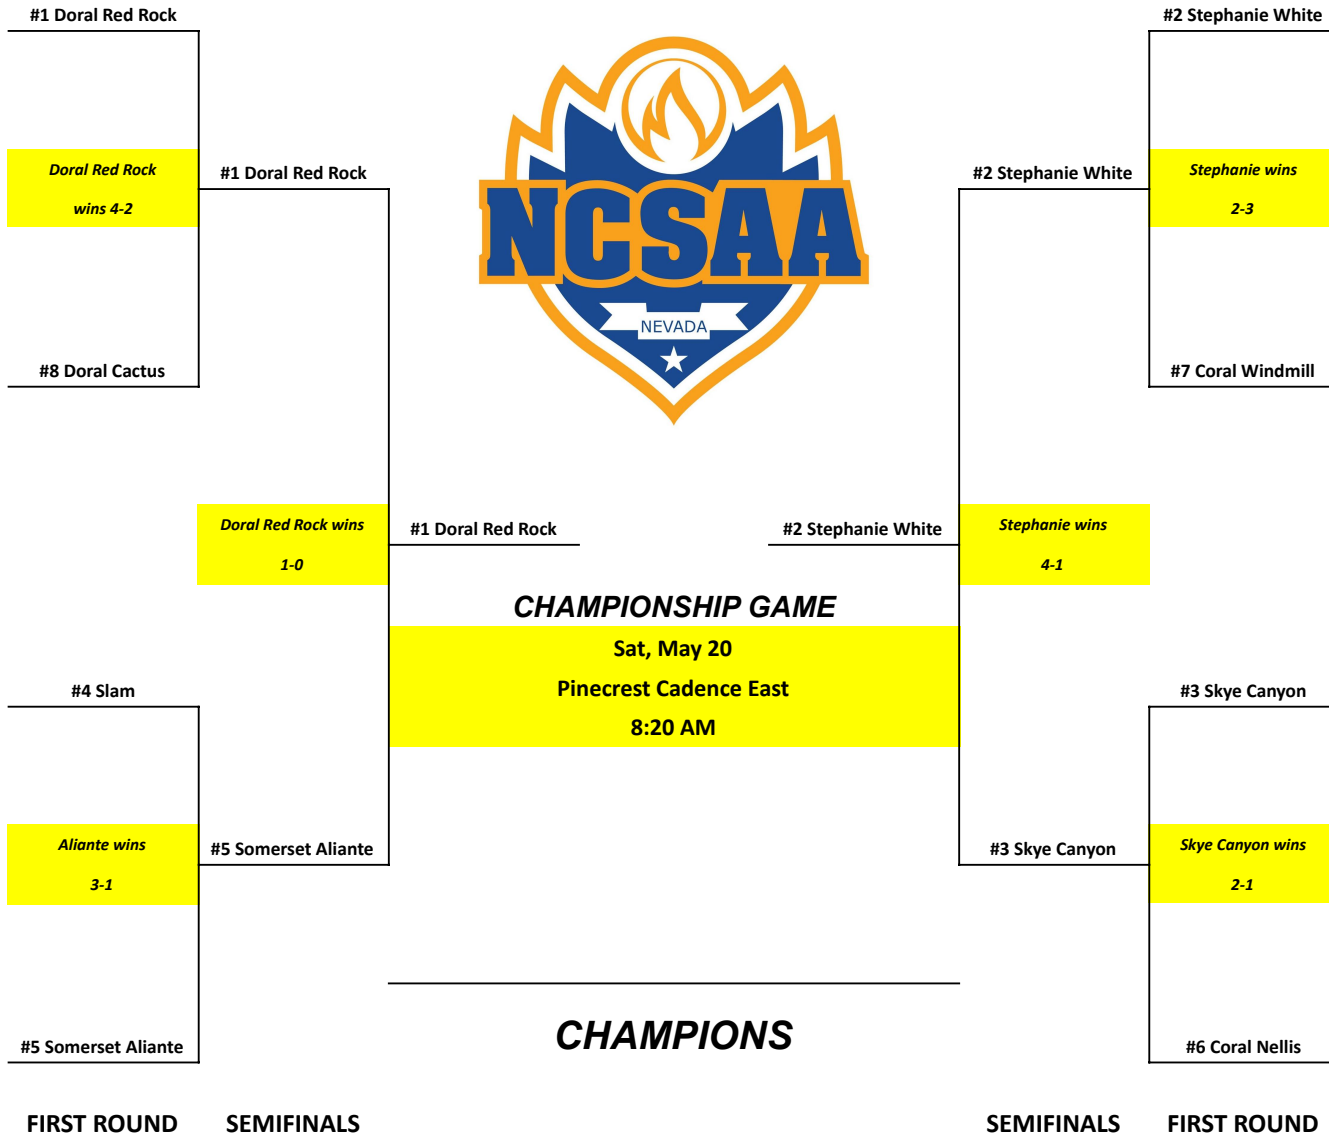 #1 Doral Red Rock
#2 Stephanie White
NCSAA
NEVADA
Doral Red Rock
wins 4-2
#1 Doral Red Rock
#2 Stephanie White
Stephanie wins
2-3
#8 Doral Cactus
#7 Coral Windmill
Doral Red Rock wins
1-0
#1 Doral Red Rock
#2 Stephanie White
Stephanie wins
4-1
CHAMPIONSHIP GAME
Sat, May 20
Pinecrest Cadence East
8:20 AM
#4 Slam
#3 Skye Canyon
Aliante wins
3-1
#5 Somerset Aliante
#3 Skye Canyon
Skye Canyon wins
2-1
CHAMPIONS
#5 Somerset Aliante
#6 Coral Nellis
FIRST ROUND
SEMIFINALS
SEMIFINALS
FIRST ROUND